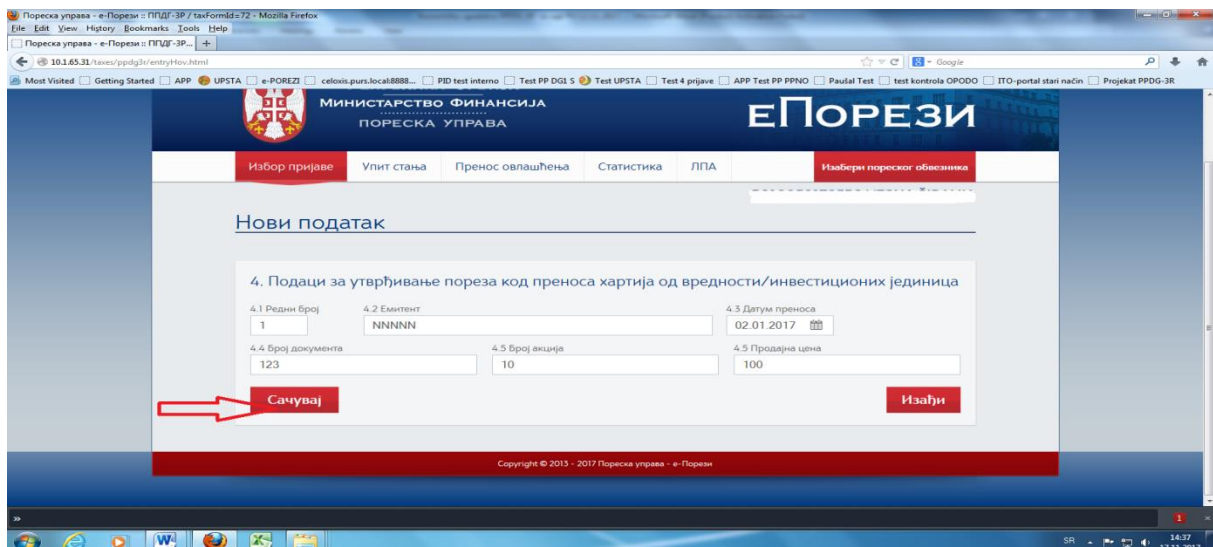 Пореска управа - е-Порези :: ППДГ-3Р / taxFormId=72 - Mozilla Firefox
File Edit View History Bookmarks Tools Help
Пореска управа - е-Порези :: ППДГ-3Р... +
10.1.65.31/taxes/ppdg3r/entryHov.html
Google
Most Visited Getting Started APP UPSTA e-POREZI celoxis.purs.local:8888... PID test interno Test PP DG1 S Test UPSTA Test 4 prijave APP Test PP PPNO Paušal Test test kontrola OPODO ITO-portal stari način Projekat PPDG-3R
Министарство Финансија
ПОРЕСКА УПРАВА
еПорези
Избор пријаве Упит стања Пренос овлашћења Статистика ЛПА Изабери пореског обвезника
Нови податак
4. Подаци за утврђивање пореза код преноса хартија од вредности/инвестиционих јединица
4.1 Редни број 4.2 Емитент 4.3 Датум преноса
1 NNNNN 02.01.2017
4.4 Број документа 4.5 Број акција 4.5 Продајна цена
123 10 100
Сачувај Изађи
Copyright © 2013 - 2017 Пореска управа - е-Порези
»
1 ×
SR 14:37
17.11.2017